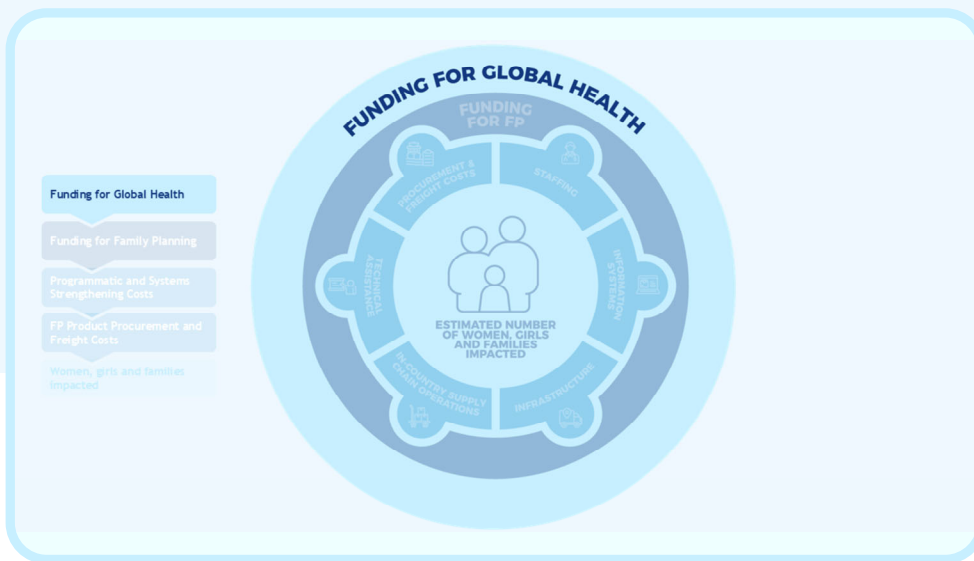 FUNDING FOR GLOBAL HEALTH
FUNDING
FOR FP
PROCUREMENT &
FREIGHT COSTS
STAFFING
TECHNICAL
ASSISTANCE
INFORMATION
SYSTEMS
ESTIMATED NUMBER
OF WOMEN, GIRLS
AND FAMILIES
IMPACTED
IN-COUNTRY SUPPLY
CHAIN OPERATIONS
INFRASTRUCTURE
Funding for Global Health
Funding for Family Planning
Programmatic and Systems
Strengthening Costs
FP Product Procurement and
Freight Costs
Women, girls and families
impacted